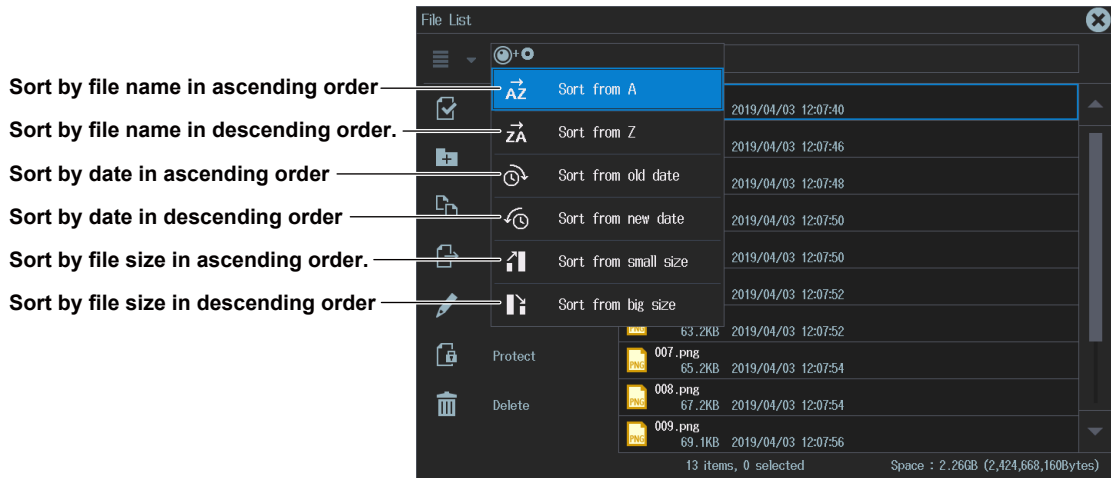 File List
Sort by file name in ascending order
AZ Sort from A
2019/04/03 12:07:40
Sort by file name in descending order.
ZA Sort from Z
2019/04/03 12:07:46
Sort by date in ascending order
Sort from old date
2019/04/03 12:07:48
Sort by date in descending order
Sort from new date
2019/04/03 12:07:50
Sort by file size in ascending order.
Sort from small size
2019/04/03 12:07:50
Sort by file size in descending order
Sort from big size
2019/04/03 12:07:52
PNG 63.2KB 2019/04/03 12:07:52
Protect
007.png
PNG 65.2KB 2019/04/03 12:07:54
Delete
008.png
PNG 67.2KB 2019/04/03 12:07:54
009.png
PNG 69.1KB 2019/04/03 12:07:56
13 items, 0 selected
Space : 2.26GB (2,424,668,160Bytes)